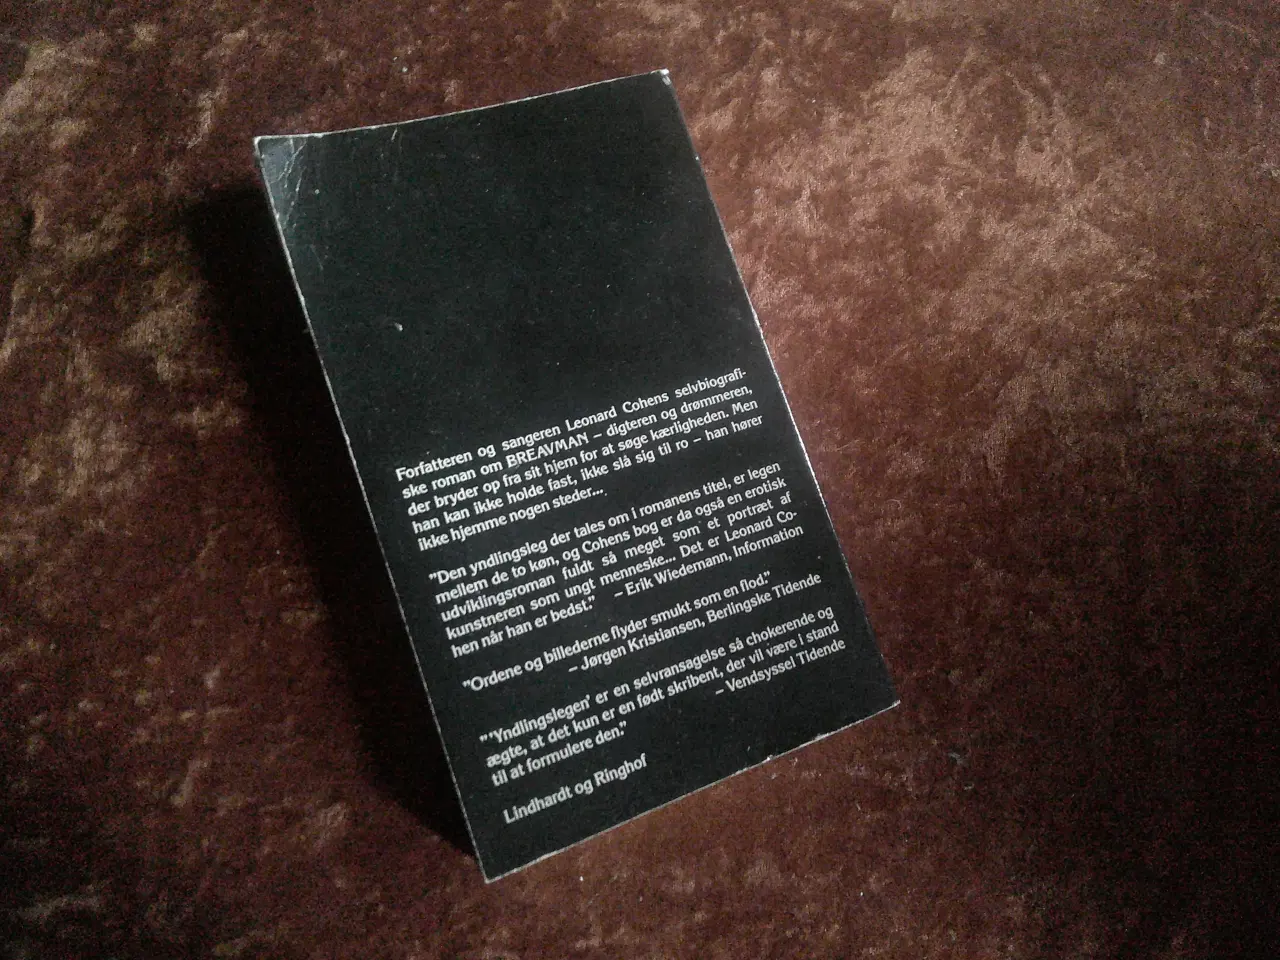 Forfatteren og sangeren Leonard Cohens selvbiografi-
ske roman om BREAVMAN – digteren og drømmeren,
der bryder op fra sit hjem for at søge kærligheden. Men
han kan ikke holde fast, ikke slå sig til ro – han hører
ikke hjemme nogen steder...
"Den yndlingsleg der tales om i romanens titel, er legen
mellem de to køn, og Cohens bog er da også en erotisk
udviklingsroman fuldt så meget som et portræt af
kunstneren som ungt menneske... Det er Leonard Co-
hen når han er bedst." – Erik Wiedemann, Information
"Ordene og billederne flyder smukt som en flod."
– Jørgen Kristiansen, Berlingske Tidende
"'Yndlingslegen' er en selvransagelse så chokerende og
ægte, at det kun er en født skribent, der vil være i stand
til at formulere den."
– Vendsyssel Tidende
Lindhardt og Ringhof